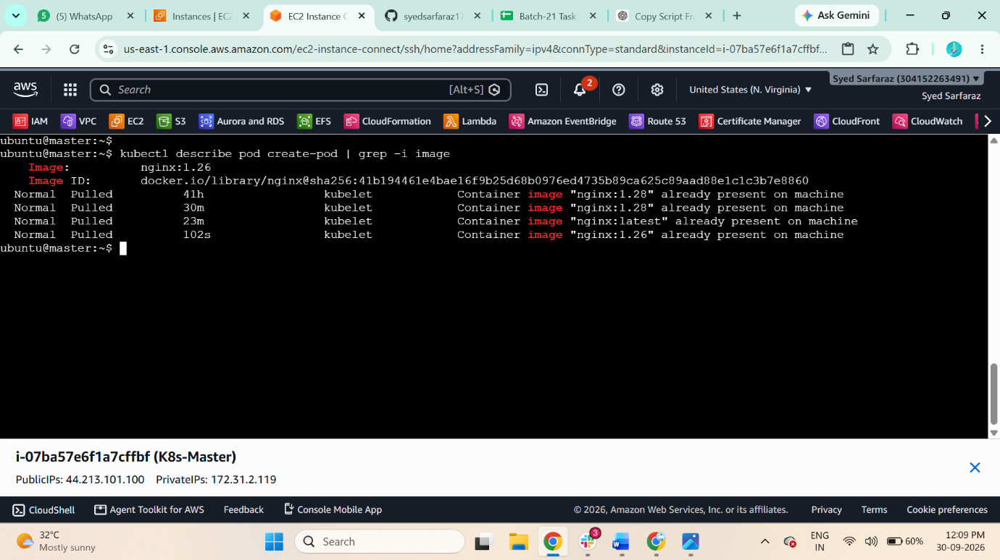 (5) WhatsApp
Instances | EC2
EC2 Instance C
syedsarfaraz17
Batch-21 Task
Copy Script Fro
Ask Gemini
us-east-1.console.aws.amazon.com/ec2-instance-connect/ssh/home?addressFamily=ipv4&connType=standard&instanceId=i-07ba57e6f1a7cffbf...
aws
Search
[Alt+S]
2
United States (N. Virginia)
Syed Sarfaraz (304152263491)
Syed Sarfaraz
IAM VPC EC2 S3 Aurora and RDS EFS CloudFormation Lambda Amazon EventBridge Route 53 Certificate Manager CloudFront CloudWatch
ubuntu@master:~$
ubuntu@master:~$ kubectl describe pod create-pod | grep -i image
Image: nginx:1.26
Image ID: docker.io/library/nginx@sha256:41b194461e4bae16f9b25d68b0976ed4735b89ca625c89aad88e1c1c3b7e8860
Normal Pulled 41h kubelet Container image "nginx:1.28" already present on machine
Normal Pulled 30m kubelet Container image "nginx:1.28" already present on machine
Normal Pulled 23m kubelet Container image "nginx:latest" already present on machine
Normal Pulled 102s kubelet Container image "nginx:1.26" already present on machine
ubuntu@master:~$
i-07ba57e6f1a7cffbf (K8s-Master)
PublicIPs: 44.213.101.100 PrivateIPs: 172.31.2.119
CloudShell Agent Toolkit for AWS Feedback Console Mobile App © 2026, Amazon Web Services, Inc. or its affiliates. Privacy Terms Cookie preferences
32°C
Mostly sunny
Search
3
ENG
IN
60%
12:09 PM
30-09-2026